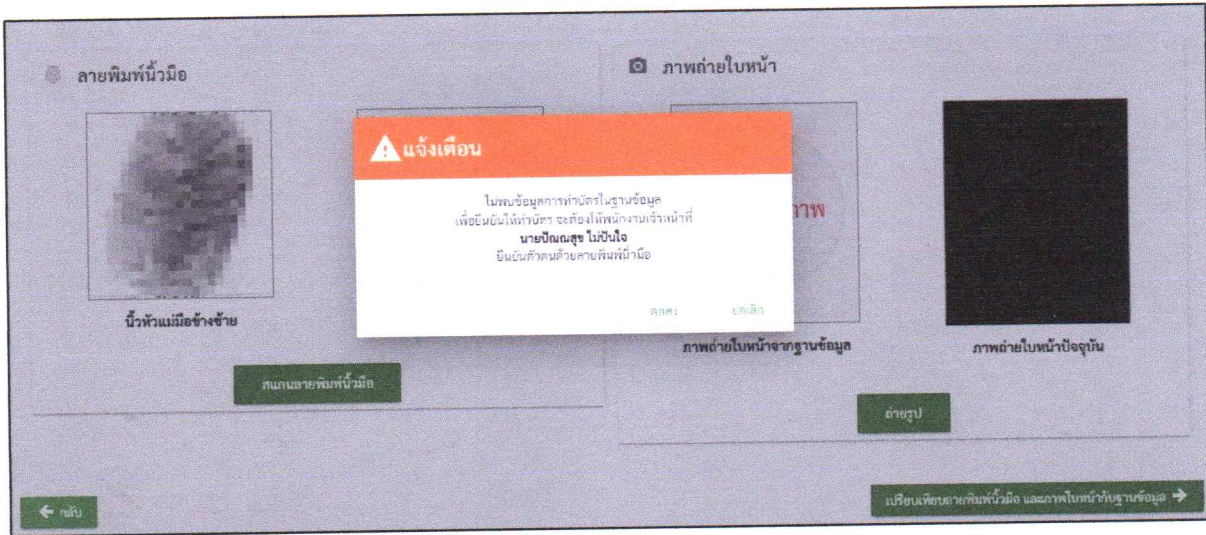 ลายพิมพ์นิ้วมือ
ภาพถ่ายใบหน้า
แจ้งเตือน
ไม่พบข้อมูลการทำบัตรในฐานข้อมูล
เพื่อยืนยันให้ทำบัตรฯ จะต้องให้พนักงานเจ้าหน้าที่
นายปัณณสุข ไม่ปันใจ
ยืนยันตัวตนด้วยลายพิมพ์นิ้วมือ
ตกลง
ยกเลิก
ภาพ
นิ้วหัวแม่มือข้างซ้าย
ภาพถ่ายใบหน้าจากฐานข้อมูล
ภาพถ่ายใบหน้าปัจจุบัน
สแกนลายพิมพ์นิ้วมือ
ถ่ายรูป
กลับ
เปรียบเทียบลายพิมพ์นิ้วมือ และภาพใบหน้ากับฐานข้อมูล